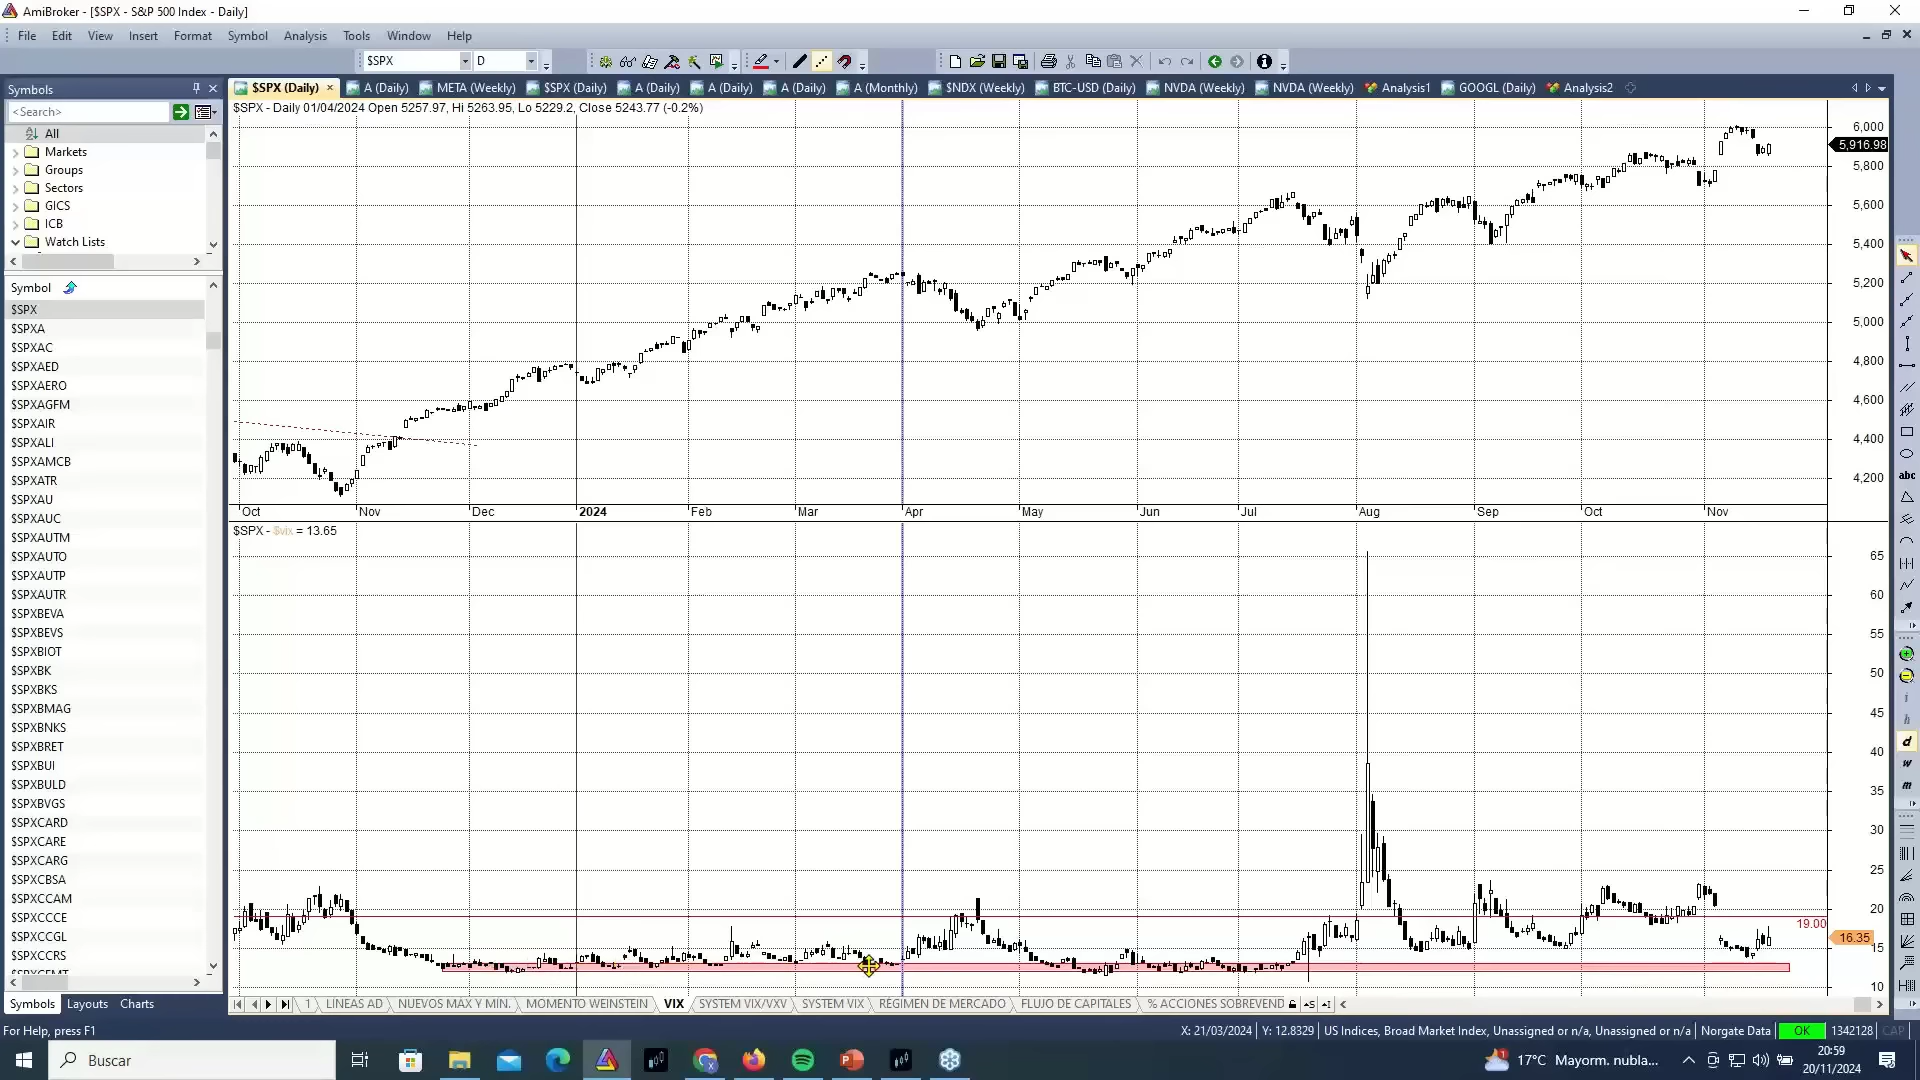 AmiBroker - [$SPX - S&P 500 Index - Daily]
File Edit View Insert Format Symbol Analysis Tools Window Help
$SPX D
Symbols
$SPX (Daily) A (Daily) META (Weekly) $SPX (Daily) A (Daily) A (Daily) A (Daily) A (Monthly) $NDX (Weekly) BTC-USD (Daily) NVDA (Weekly) NVDA (Weekly) Analysis1 GOOGL (Daily) Analysis2
<Search>
$SPX - Daily 01/04/2024 Open 5257.97, Hi 5263.95, Lo 5229.2, Close 5243.77 (-0.2%)
All
Markets
Groups
Sectors
GICS
ICB
Watch Lists
Symbol
$SPX
$SPXA
$SPXAC
$SPXAED
$SPXAERO
$SPXAGFM
$SPXAIR
$SPXALI
$SPXAMCB
$SPXATR
$SPXAU
$SPXAUC
$SPXAUTM
$SPXAUTO
$SPXAUTP
$SPXAUTR
$SPXBEVA
$SPXBEVS
$SPXBIOT
$SPXBK
$SPXBKS
$SPXBMAG
$SPXBNKS
$SPXBRET
$SPXBUI
$SPXBULD
$SPXBVGS
$SPXCARD
$SPXCARE
$SPXCARG
$SPXCBSA
$SPXCCAM
$SPXCCCE
$SPXCCGL
$SPXCCRS
6,000
5,916.98
5,800
5,600
5,400
5,200
5,000
4,800
4,600
4,400
4,200
Oct Nov Dec 2024 Feb Mar Apr May Jun Jul Aug Sep Oct Nov
$SPX - $vix = 13.65
65
60
55
50
45
40
35
30
25
20
19.00
16.35
15
10
abc
i
h
d
w
m
Symbols Layouts Charts
1 LINEAS AD NUEVOS MAX Y MIN. MOMENTO WEINSTEIN VIX SYSTEM VIX/VXV SYSTEM VIX RÉGIMEN DE MERCADO FLUJO DE CAPITALES % ACCIONES SOBREVEND
For Help, press F1
X: 21/03/2024 Y: 12.8329 US Indices, Broad Market Index, Unassigned or n/a, Unassigned or n/a Norgate Data OK 1342128 CAP
Buscar
17°C Mayorm. nubla...
20:59
20/11/2024